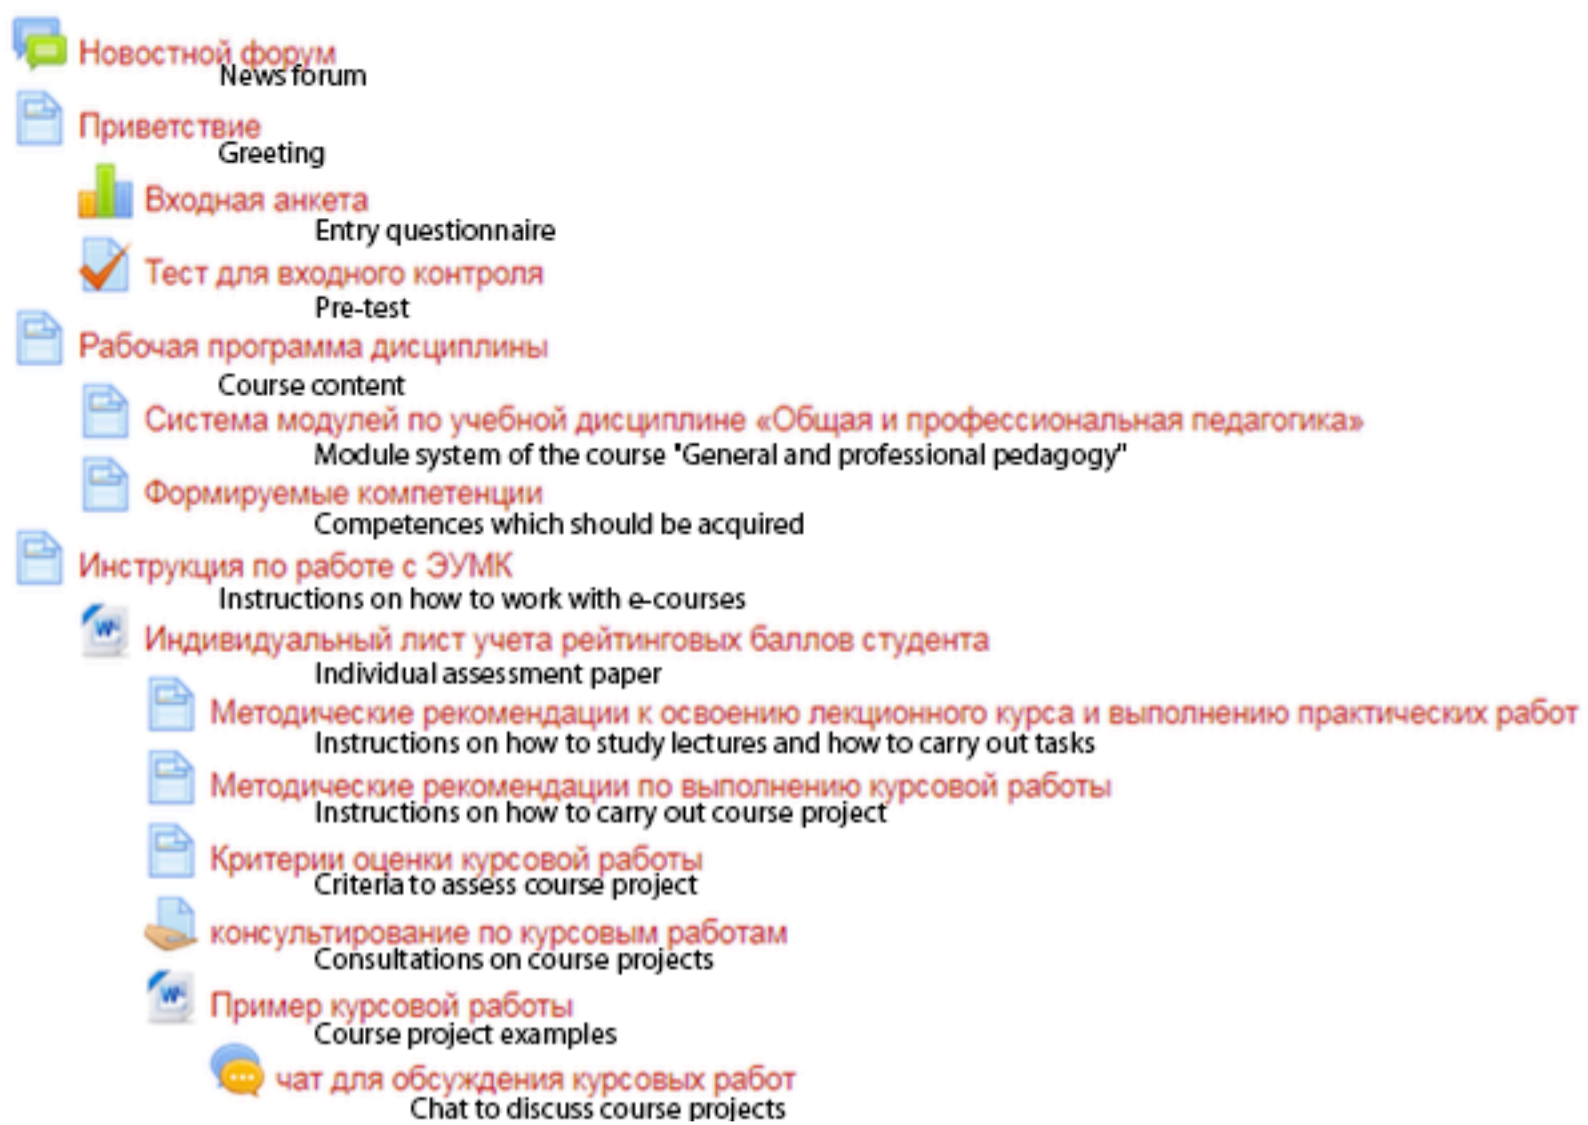 Новостной форум
News forum
Приветствие
Greeting
Входная анкета
Entry questionnaire
Тест для входного контроля
Pre-test
Рабочая программа дисциплины
Course content
Система модулей по учебной дисциплине «Общая и профессиональная педагогика»
Module system of the course "General and professional pedagogy"
Формируемые компетенции
Competences which should be acquired
Инструкция по работе с ЭУМК
Instructions on how to work with e-courses
Индивидуальный лист учета рейтинговых баллов студента
Individual assessment paper
Методические рекомендации к освоению лекционного курса и выполнению практических работ
Instructions on how to study lectures and how to carry out tasks
Методические рекомендации по выполнению курсовой работы
Instructions on how to carry out course project
Критерии оценки курсовой работы
Criteria to assess course project
консультирование по курсовым работам
Consultations on course projects
Пример курсовой работы
Course project examples
чат для обсуждения курсовых работ
Chat to discuss course projects